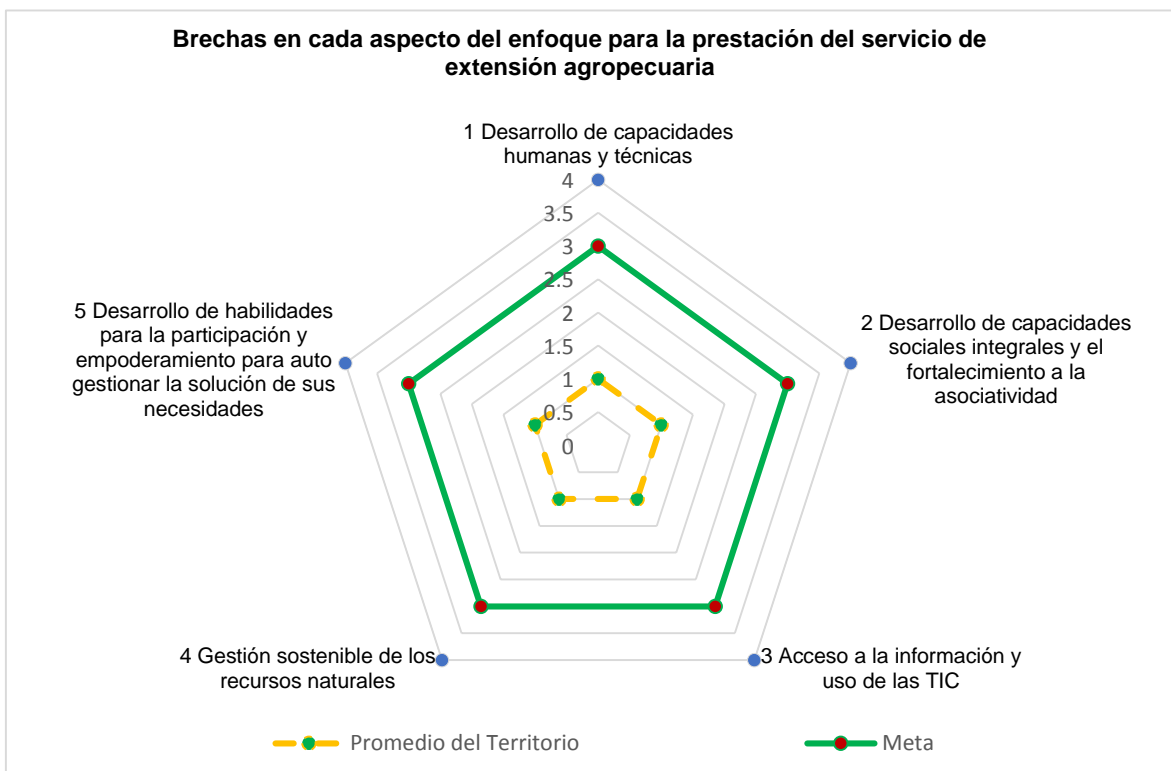 Brechas en cada aspecto del enfoque para la prestación del servicio de
extensión agropecuaria
1 Desarrollo de capacidades
humanas y técnicas
4
3.5
3
2.5
2
1.5
1
0.5
0
2 Desarrollo de capacidades
sociales integrales y el
fortalecimiento a la
asociatividad
3 Acceso a la información y
uso de las TIC
4 Gestión sostenible de los
recursos naturales
5 Desarrollo de habilidades
para la participación y
empoderamiento para auto
gestionar la solución de sus
necesidades
Promedio del Territorio
Meta